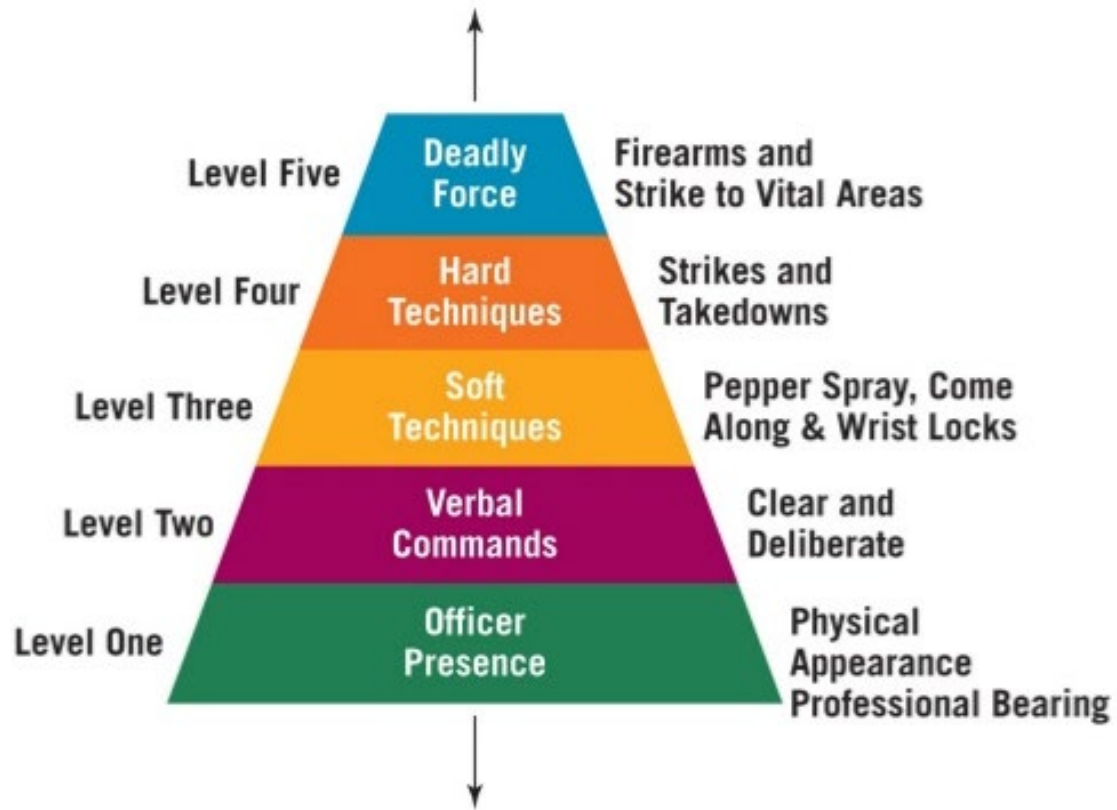 Level Five
Deadly
Force
Firearms and
Strike to Vital Areas
Level Four
Hard
Techniques
Strikes and
Takedowns
Level Three
Soft
Techniques
Pepper Spray, Come
Along & Wrist Locks
Level Two
Verbal
Commands
Clear and
Deliberate
Level One
Officer
Presence
Physical
Appearance
Professional Bearing